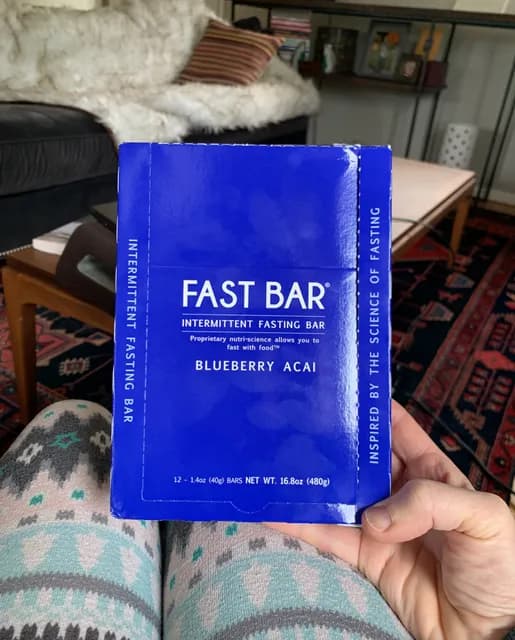 FAST BAR®
INTERMITTENT FASTING BAR
Proprietary nutri-science allows you to
fast with food™
BLUEBERRY ACAI
12 - 1.4oz (40g) BARS NET WT. 16.8oz (480g)
INTERMITTENT FASTING BAR
INSPIRED BY THE SCIENCE OF FASTING